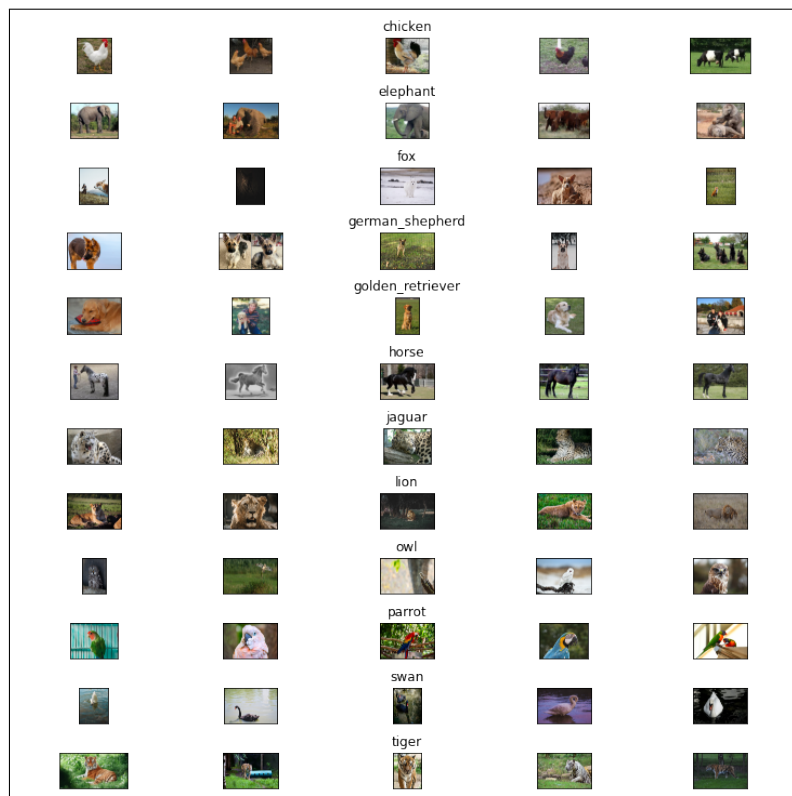 chicken
elephant
fox
german_shepherd
golden_retriever
horse
jaguar
lion
owl
parrot
swan
tiger